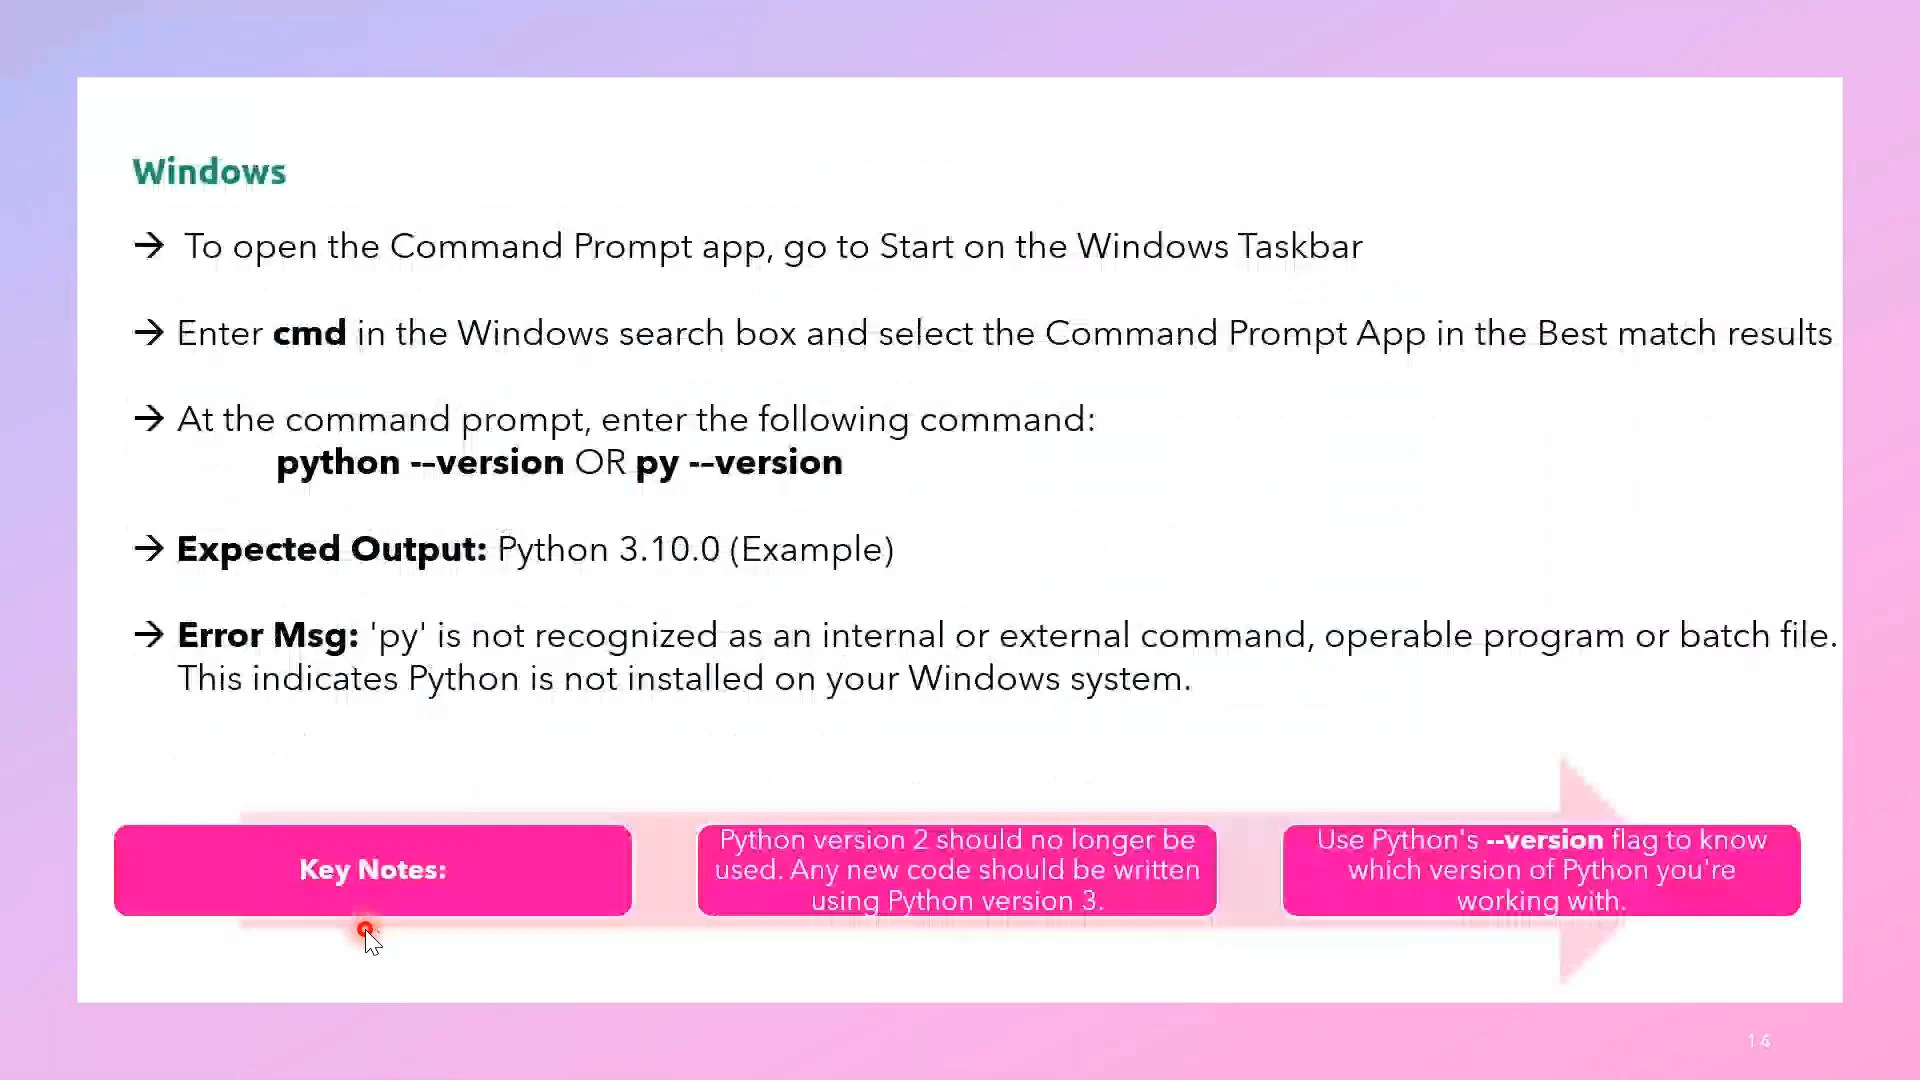 Windows
→ To open the Command Prompt app, go to Start on the Windows Taskbar
→ Enter cmd in the Windows search box and select the Command Prompt App in the Best match results
→ At the command prompt, enter the following command:
python --version OR py --version
→ Expected Output: Python 3.10.0 (Example)
→ Error Msg: 'py' is not recognized as an internal or external command, operable program or batch file.
This indicates Python is not installed on your Windows system.
Key Notes:
Python version 2 should no longer be
used. Any new code should be written
using Python version 3.
Use Python's --version flag to know
which version of Python you're
working with.
14